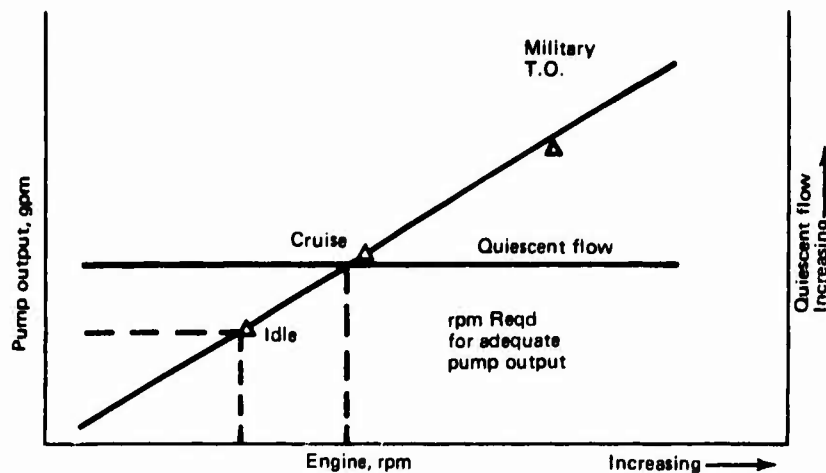 Military
T.O.
Cruise
Quiescent flow
Idle
rpm Reqd
for adequate
pump output
Pump output, gpm
Quiescent flow
Increasing
Engine, rpm
Increasing